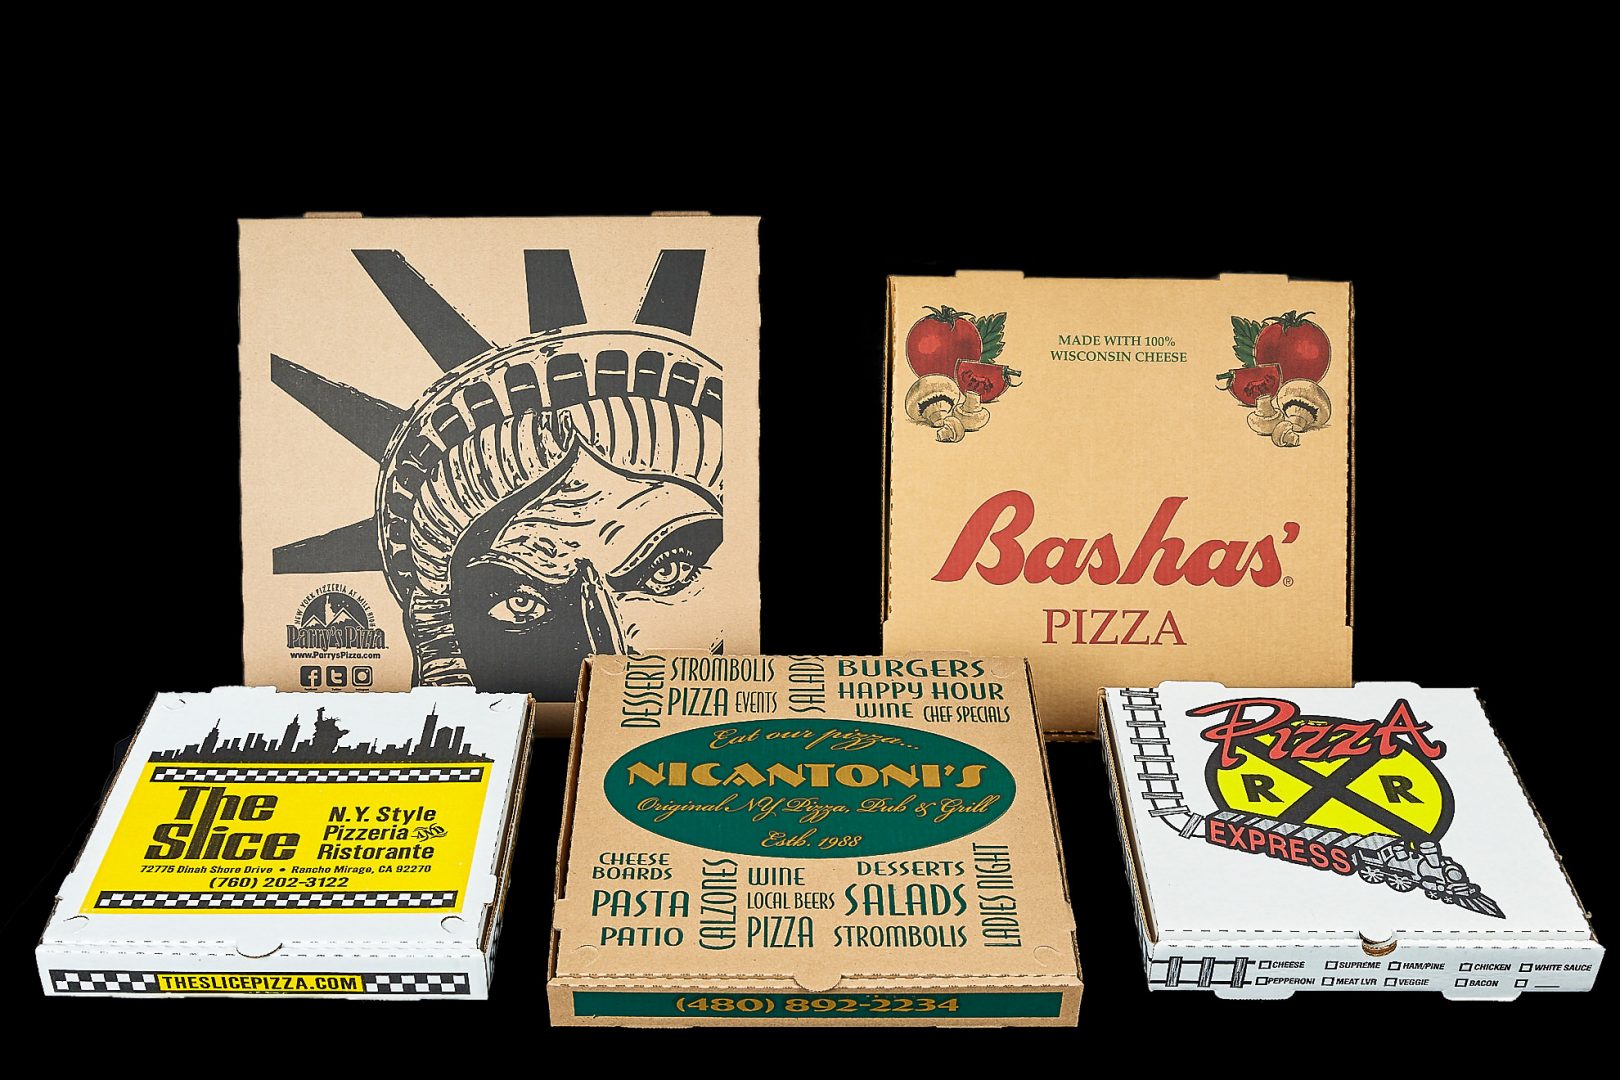 NEW YORK PIZZERIA AT MILE HIGH
Parry's Pizza
www.ParrysPizza.com
MADE WITH 100%
WISCONSIN CHEESE
Bashas'®
PIZZA
The
Slice
N.Y. Style
Pizzeria AND
Ristorante
72775 Dinah Shore Drive • Rancho Mirage, CA 92270
(760) 202-3122
THESLICEPIZZA.COM
DESSERTS
STROMBOLIS
PIZZA
EVENTS
SALADS
BURGERS
HAPPY HOUR
WINE
CHEF SPECIALS
Eat our pizza...
NICANTONI'S
Original NY Pizza, Pub & Grill
Estb. 1988
CHEESE
BOARDS
PASTA
PATIO
CALZONES
WINE
LOCAL BEERS
PIZZA
DESSERTS
SALADS
STROMBOLIS
LADIES NIGHT
(480) 892-2234
PizzA
R R
EXPRESS
CHEESE SUPREME HAM/PINE CHICKEN WHITE SAUCE
PEPPERONI MEAT LVR VEGGIE BACON